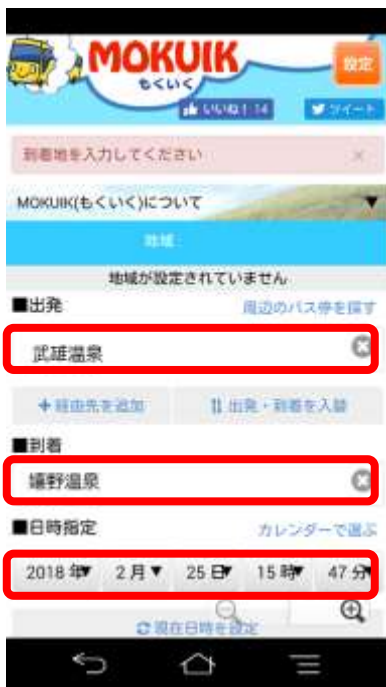 MOKUIK
もくいく
設定
いいね! 14
ツイート
到着地を入力してください
MOKUIK(もくいく)について
地域
地域が設定されていません
■出発
周辺のバス停を探す
武雄温泉
+経由先を追加
出発・到着を入替
■到着
嬉野温泉
■日時指定
カレンダーで選ぶ
2018 年 2 月 25 日 15 時 47 分
現在日時を設定